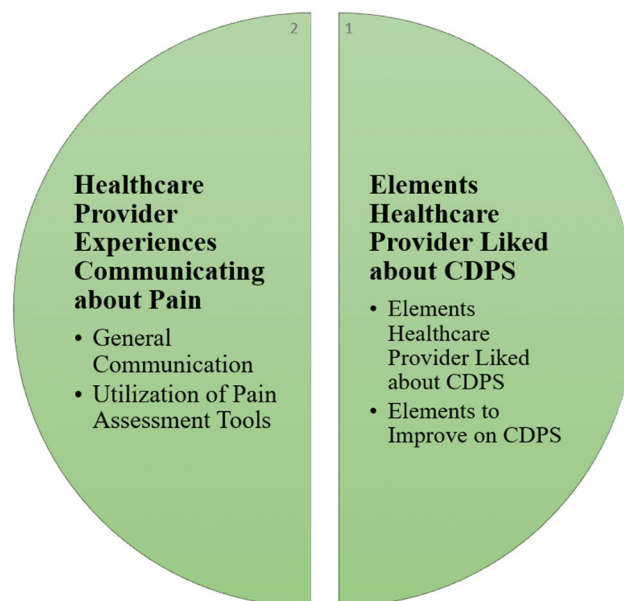 2
Healthcare
Provider
Experiences
Communicating
about Pain
• General
Communication
• Utilization of Pain
Assessment Tools
1
Elements
Healthcare
Provider Liked
about CDPS
• Elements
Healthcare
Provider Liked
about CDPS
• Elements to
Improve on CDPS